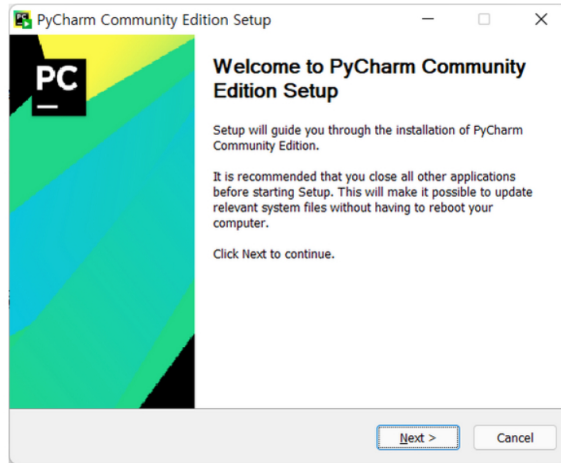 PyCharm Community Edition Setup
PC
Welcome to PyCharm Community
Edition Setup
Setup will guide you through the installation of PyCharm
Community Edition.
It is recommended that you close all other applications
before starting Setup. This will make it possible to update
relevant system files without having to reboot your
computer.
Click Next to continue.
Next >
Cancel